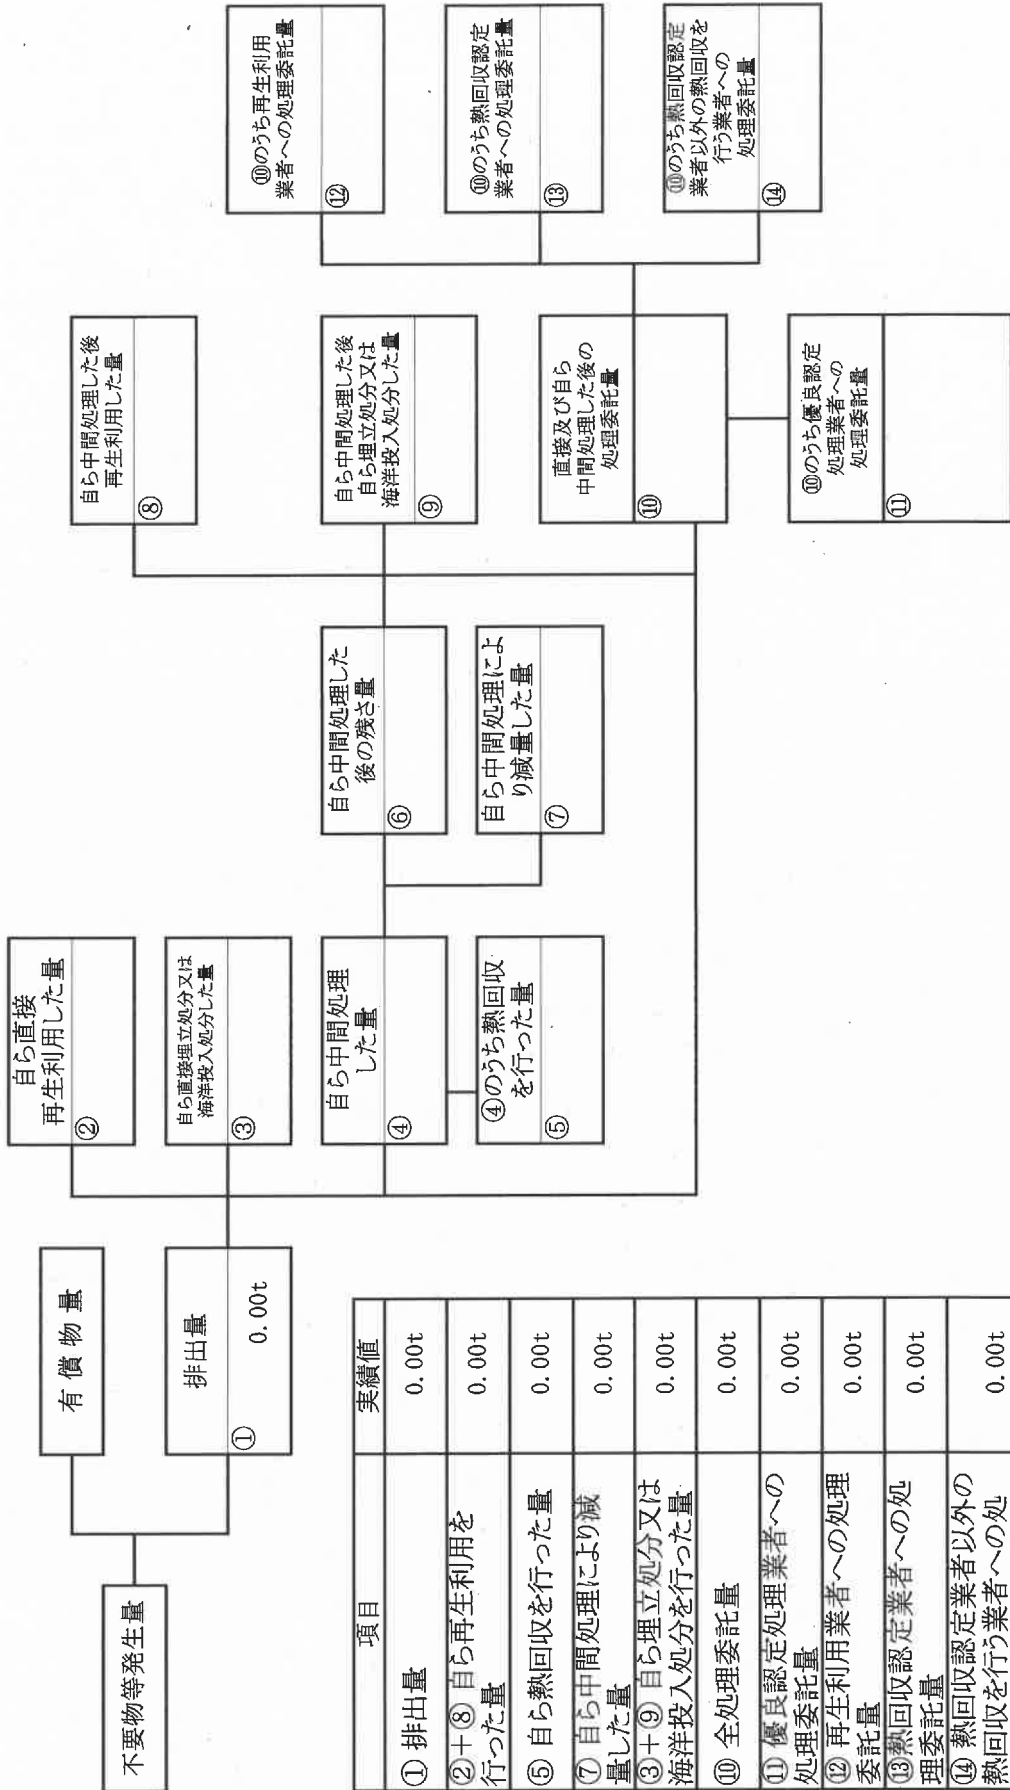 不要物等発生量
有償物量
排出量
①
0.00t
自ら直接
再生利用した量
②
自ら直接埋立処分又は
海洋投入処分した量
③
自ら中間処理
した量
④
④のうち熱回収
を行った量
⑤
自ら中間処理した
後の残さ量
⑥
自ら中間処理によ
り減量した量
⑦
自ら中間処理した後
再生利用した量
⑧
自ら中間処理した後
自ら埋立処分又は
海洋投入処分した量
⑨
直接及び自ら
中間処理した後の
処理委託量
⑩
⑩のうち優良認定
処理業者への
処理委託量
⑪
⑩のうち再生利用
業者への処理委託量
⑫
⑩のうち熱回収認定
業者への処理委託量
⑬
⑩のうち熱回収認定
業者以外の熱回収を
行う業者への
処理委託量
⑭
項目 実績値
① 排出量 0.00t
②+⑧ 自ら再生利用を
行った量 0.00t
⑤ 自ら熱回収を行った量 0.00t
⑦ 自ら中間処理により減
量した量 0.00t
③+⑨ 自ら埋立処分又は
海洋投入処分を行った量 0.00t
⑩ 全処理委託量 0.00t
⑪ 優良認定処理業者への
処理委託量 0.00t
⑫ 再生利用業者への処理
委託量 0.00t
⑬熱回収認定業者への処
理委託量 0.00t
⑭ 熱回収認定業者以外の
熱回収を行う業者への処 0.00t